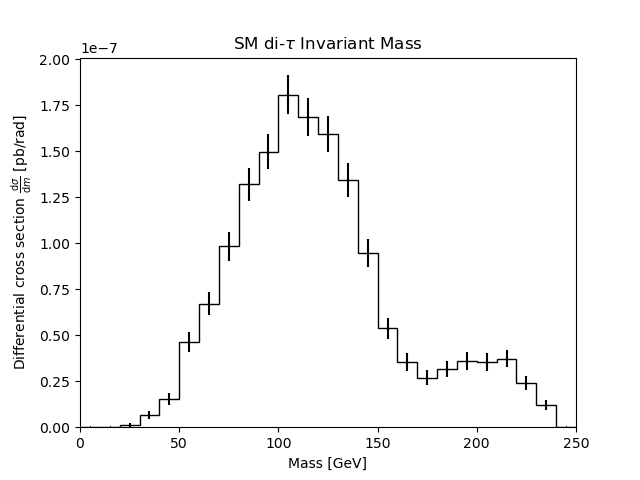 SM di-τ Invariant Mass
1e−7
2.00
1.75
1.50
1.25
1.00
0.75
0.50
0.25
0.00
Differential cross section dσ/dm [pb/rad]
0 50 100 150 200 250
Mass [GeV]